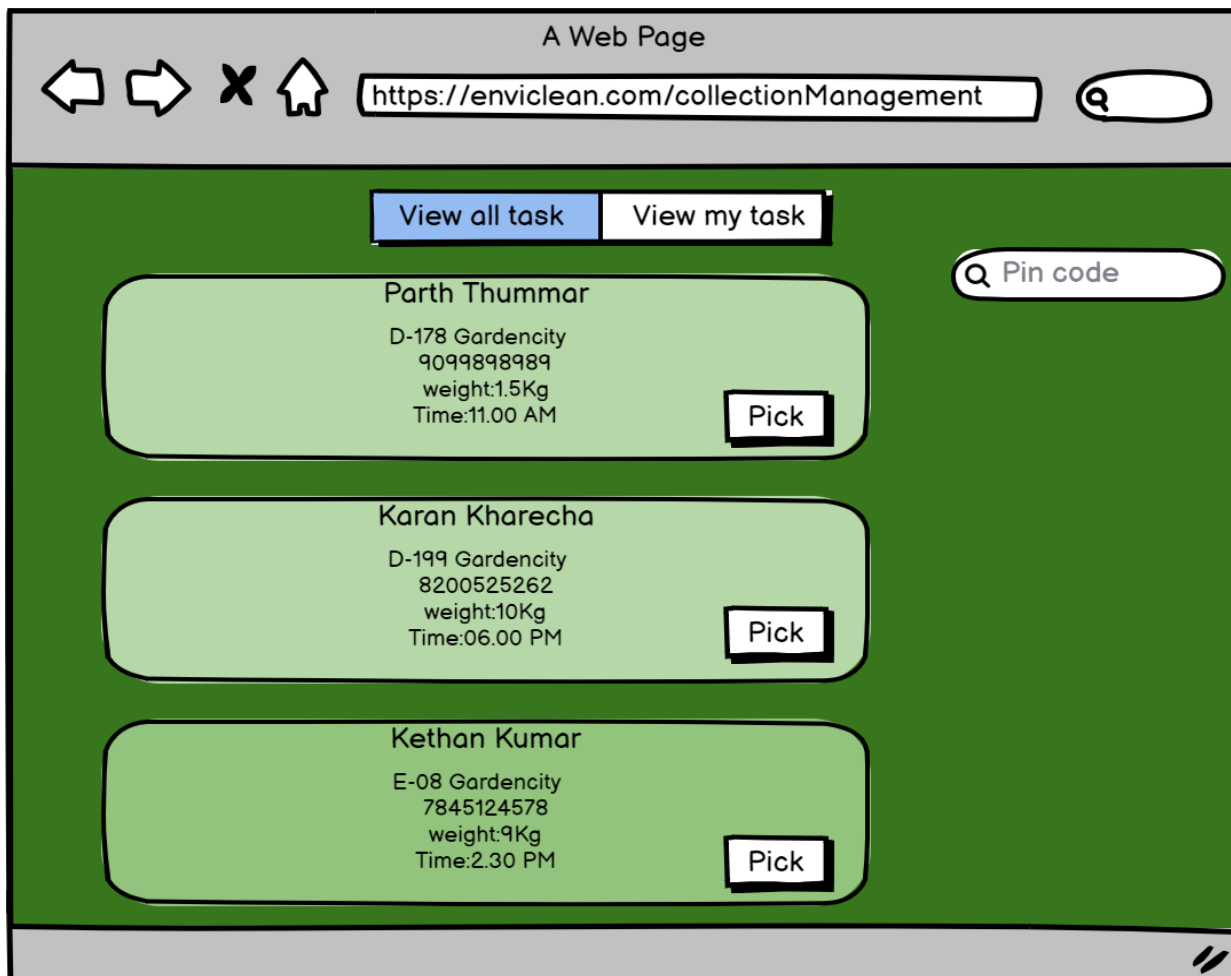 A Web Page
https://enviclean.com/collectionManagement
View all task View my task
Pin code
Parth Thummar
D-178 Gardencity
9099898989
weight:1.5Kg
Time:11.00 AM
Pick
Karan Kharecha
D-199 Gardencity
8200525262
weight:10Kg
Time:06.00 PM
Pick
Kethan Kumar
E-08 Gardencity
7845124578
weight:9Kg
Time:2.30 PM
Pick